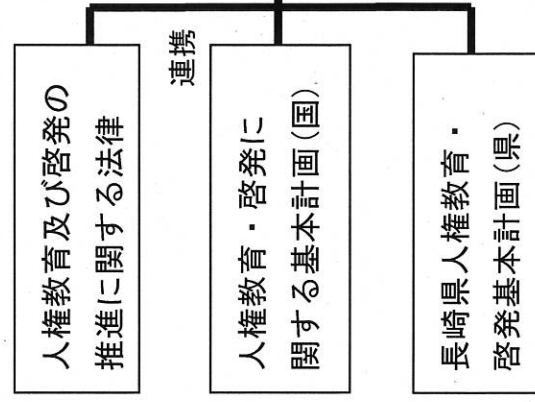 人権教育及び啓発の
推進に関する法律
連携
人権教育・啓発に
関する基本計画(国)
長崎県人権教育・
啓発基本計画(県)